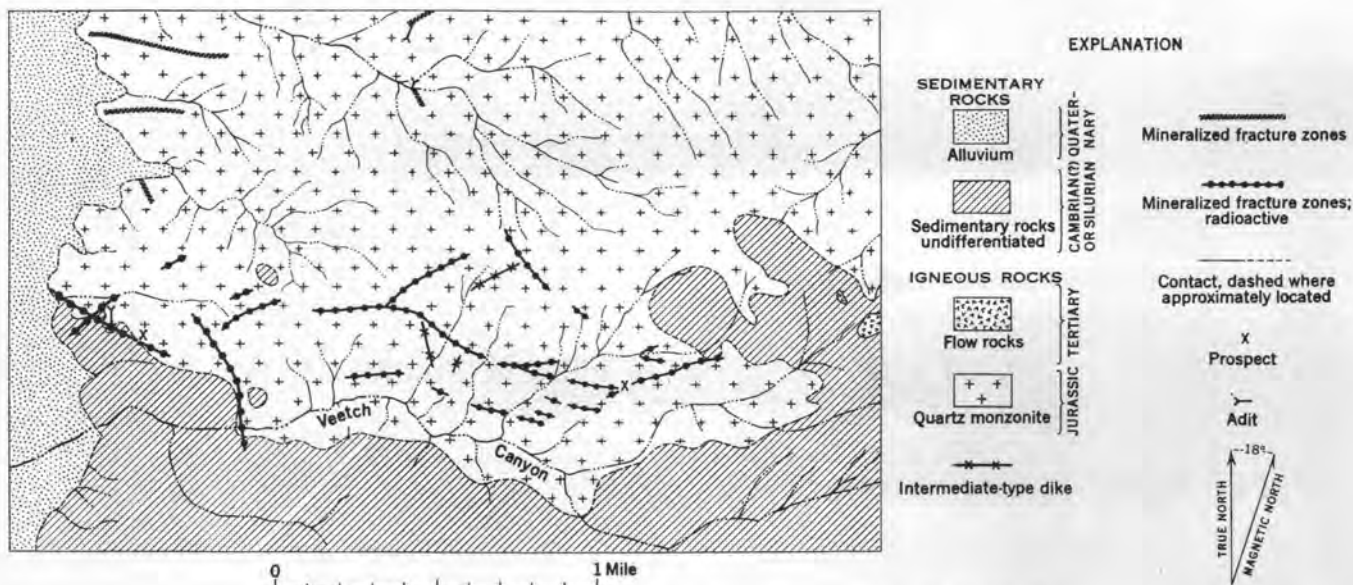 Veetch
Canyon
0
1 Mile
EXPLANATION
SEDIMENTARY
ROCKS
Alluvium
QUATER-
NARY
Sedimentary rocks
undifferentiated
CAMBRIAN(?)
OR SILURIAN
IGNEOUS ROCKS
Flow rocks
TERTIARY
Quartz monzonite
JURASSIC
Intermediate-type dike
Mineralized fracture zones
Mineralized fracture zones;
radioactive
Contact, dashed where
approximately located
X
Prospect
Adit
18°
TRUE NORTH
MAGNETIC NORTH